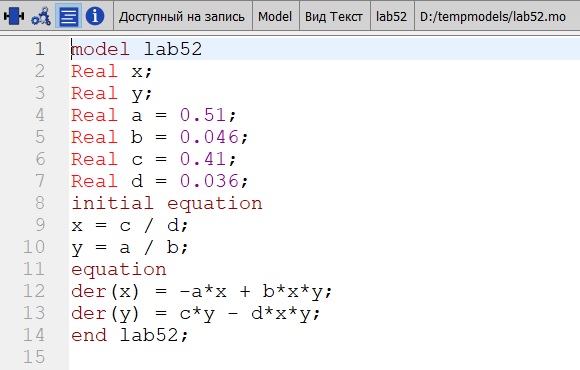 Доступный на запись Model Вид Текст lab52 D:/tempmodels/lab52.mo
1 model lab52
2 Real x;
3 Real y;
4 Real a = 0.51;
5 Real b = 0.046;
6 Real c = 0.41;
7 Real d = 0.036;
8 initial equation
9 x = c / d;
10 y = a / b;
11 equation
12 der(x) = -a*x + b*x*y;
13 der(y) = c*y - d*x*y;
14 end lab52;
15